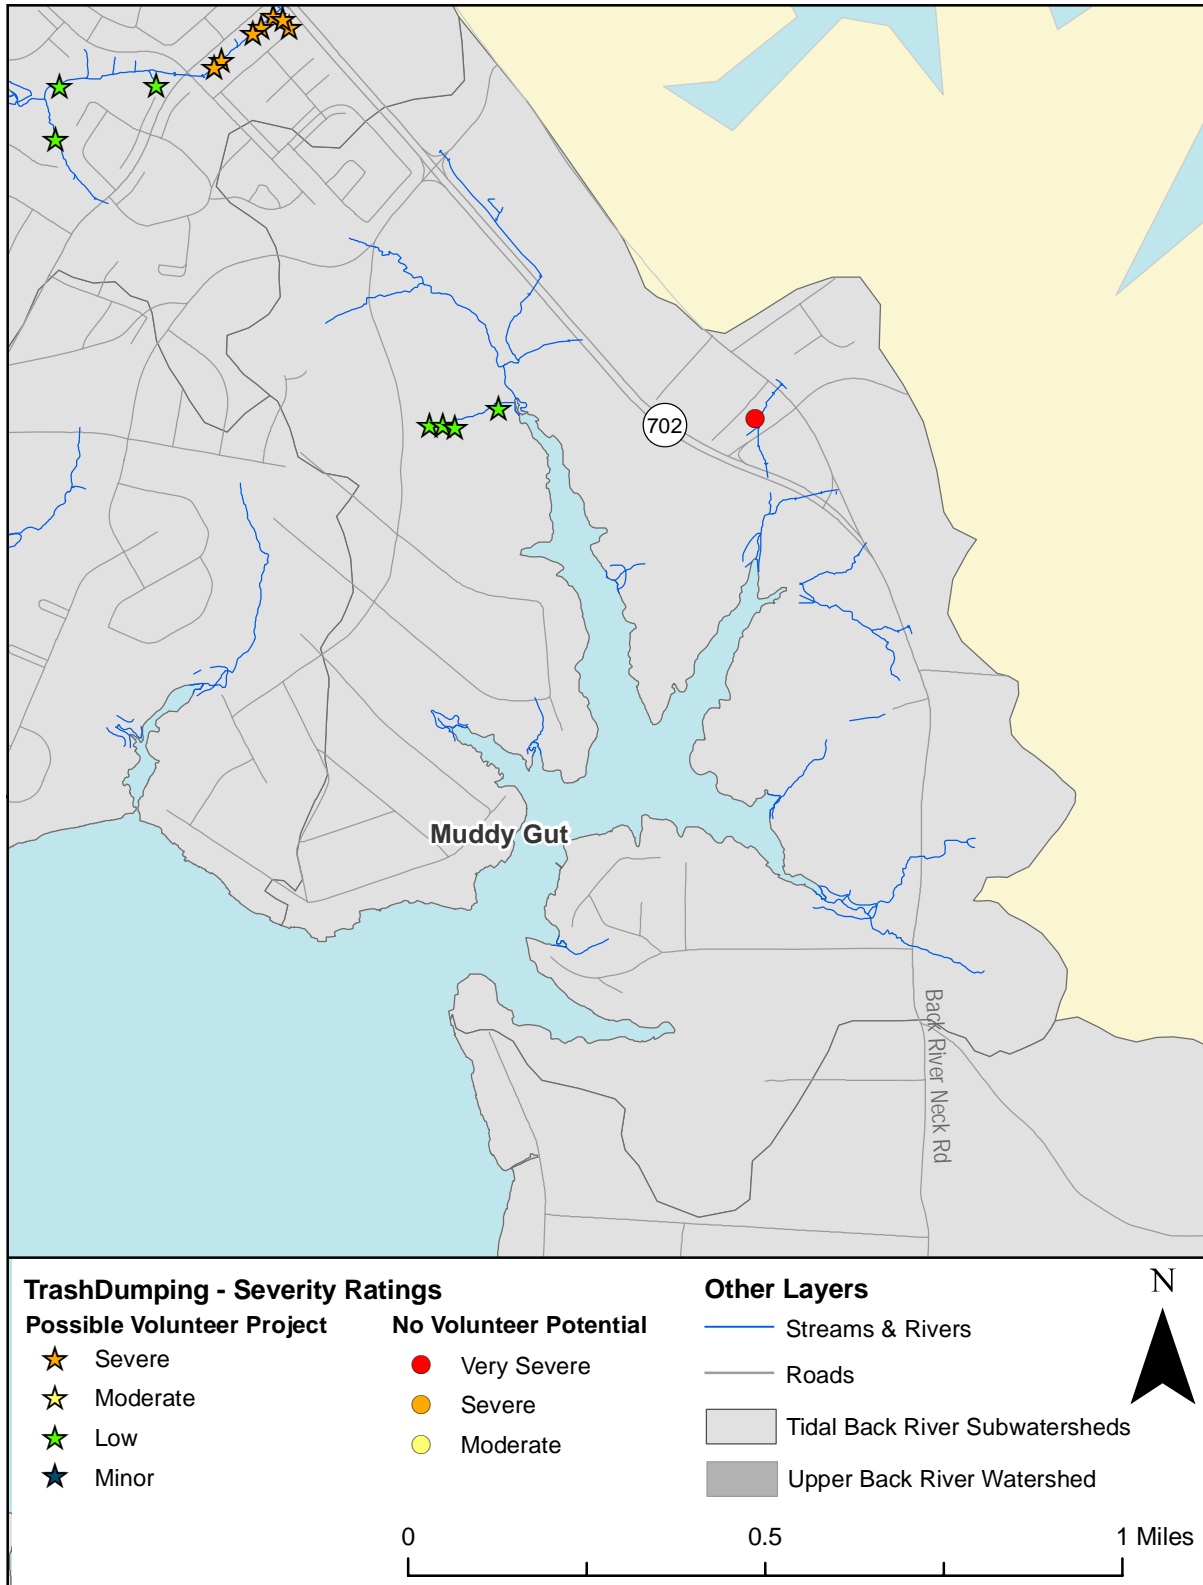 702
Muddy Gut
Back River Neck Rd
TrashDumping - Severity Ratings
Possible Volunteer Project
Severe
Moderate
Low
Minor
No Volunteer Potential
Very Severe
Severe
Moderate
Other Layers
Streams & Rivers
Roads
Tidal Back River Subwatersheds
Upper Back River Watershed
N
0 0.5 1 Miles